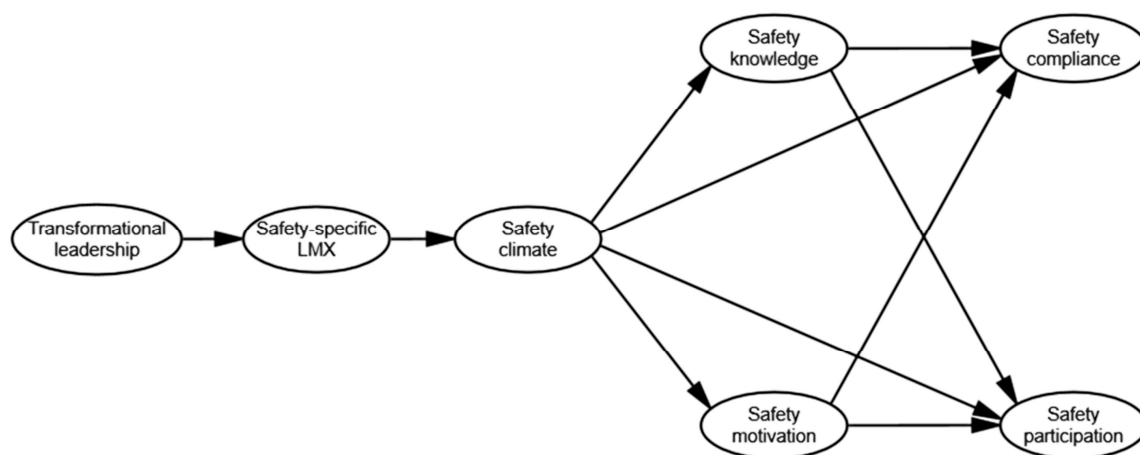 Safety
knowledge
Safety
compliance
Transformational
leadership
Safety-specific
LMX
Safety
climate
Safety
motivation
Safety
participation